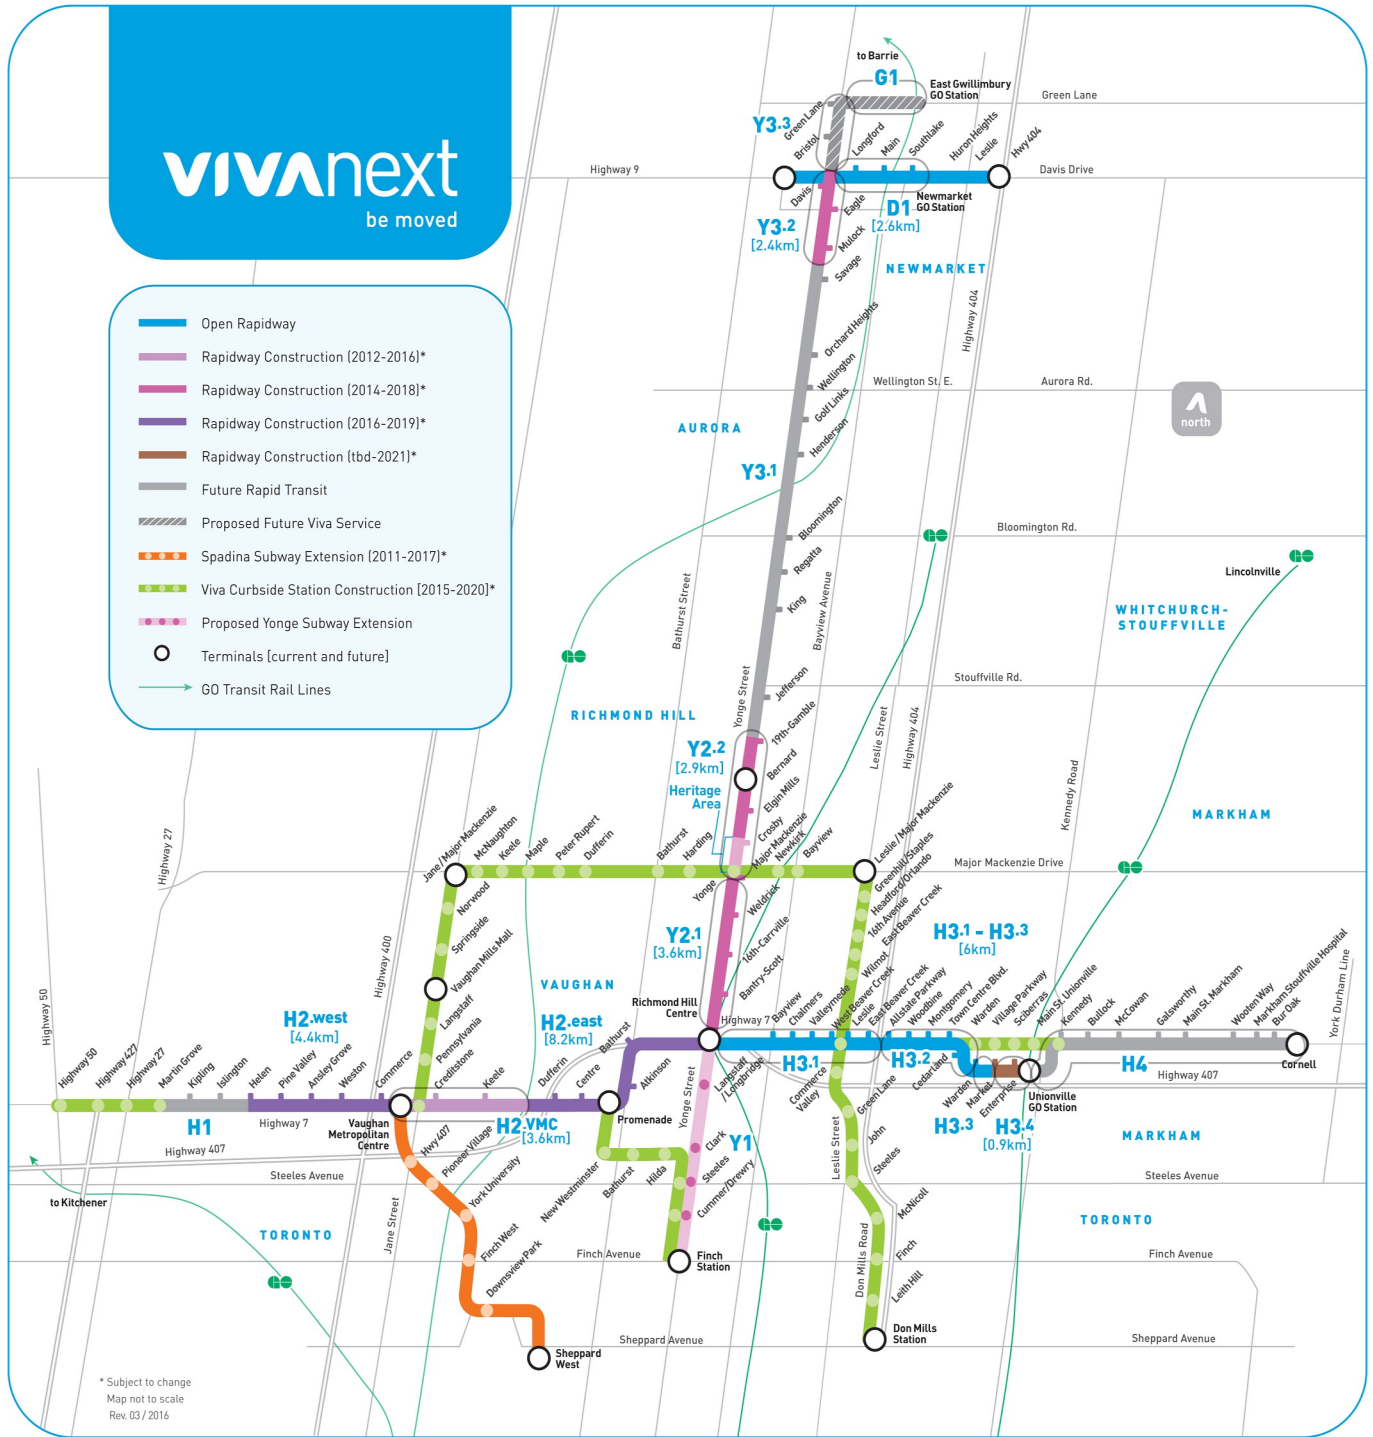 vivanext
be moved
Open Rapidway
Rapidway Construction (2012-2016)*
Rapidway Construction (2014-2018)*
Rapidway Construction (2016-2019)*
Rapidway Construction (tbd-2021)*
Future Rapid Transit
Proposed Future Viva Service
Spadina Subway Extension (2011-2017)*
Viva Curbside Station Construction [2015-2020]*
Proposed Yonge Subway Extension
Terminals [current and future]
GO Transit Rail Lines
to Barrie
G1
East Gwillimbury
GO Station
Green Lane
Y3.3
Green Lane
Bristol
Longford
Main
Southlake
Huron Heights
Leslie
Hwy 404
Highway 9
Davis Drive
Davis
Eagle
Mulock
Savage
Newmarket
GO Station
D1
[2.6km]
Y3.2
[2.4km]
NEWMARKET
Highway 404
Orchard Heights
Wellington
Golf Links
Henderson
Wellington St. E.
Aurora Rd.
north
AURORA
Y3.1
Bloomington
Regatta
King
Bloomington Rd.
Lincolnville
Bathurst Street
Bayview Avenue
WHITCHURCH-
STOUFFVILLE
Jefferson
Yonge Street
Stouffville Rd.
RICHMOND HILL
19th-Gamble
Leslie Street
Highway 404
Y2.2
[2.9km]
Bernard
Heritage
Area
Elgin Mills
Crosby
Major Mackenzie
Newkirk
Bayview
Kennedy Road
MARKHAM
Highway 27
Jane / Major Mackenzie
McNaughton
Keele
Maple
Peter Rupert
Dufferin
Bathurst
Harding
Yonge
Leslie / Major Mackenzie
Greenhill/Staples
Headford/Orlando
16th Avenue
East Beaver Creek
Wilmot
West Beaver Creek
Major Mackenzie Drive
Norwood
Springside
Vaughan Mills Mall
Langstaff
Pennsylvania
Highway 400
Weldrick
16th-Carrville
Bantry-Scott
Y2.1
[3.6km]
H3.1 - H3.3
[6km]
VAUGHAN
Richmond Hill
Centre
Highway 7
Bayview
Chalmers
Valleymede
Leslie
East Beaver Creek
Allstate Parkway
Woodbine
Montgomery
Town Centre Blvd.
Warden
Village Parkway
Sciberras
Main St. Unionville
Kennedy
Bullock
McCowan
Galsworthy
Main St. Markham
Wooten Way
Markham Stouffville Hospital
Bur Oak
York Durham Line
Cornell
Highway 50
H2.west
[4.4km]
H2.east
[8.2km]
Highway 50
Highway 427
Highway 27
Martin Grove
Kipling
Islington
Helen
Pine Valley
Ansley Grove
Weston
Commerce
Creditstone
Keele
Dufferin
Centre
Bathurst
Atkinson
Promenade
H1
Highway 7
Highway 407
Vaughan
Metropolitan
Centre
H2.VMC
[3.6km]
Langstaff
/Longbridge
H3.1
H3.2
Commerce
Valley
Green Lane
Cedarland
Warden
Market
Enterprise
Unionville
GO Station
H4
Highway 407
H3.3
H3.4
[0.9km]
MARKHAM
Yonge Street
Y1
Clark
Steeles
Cummer/Drewry
Leslie Street
John
Steeles
McNicoll
Finch
Leith Hill
Don Mills Road
Don Mills
Station
Hwy 407
Pioneer Village
York University
Finch West
Downsview Park
Sheppard
West
New Westminster
Bathurst
Hilda
Finch
Station
Steeles Avenue
Steeles Avenue
to Kitchener
Jane Street
TORONTO
TORONTO
Finch Avenue
Finch Avenue
Sheppard Avenue
Sheppard Avenue
* Subject to change
Map not to scale
Rev. 03 / 2016